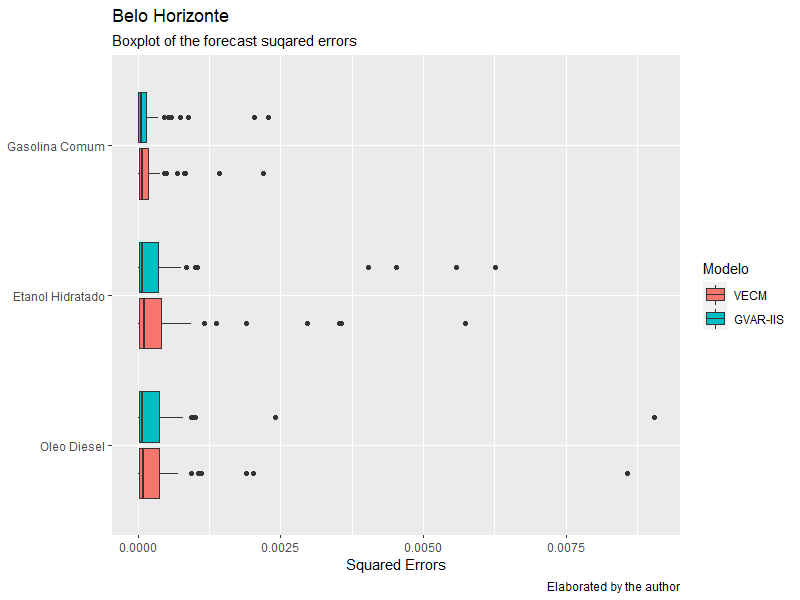 Belo Horizonte
Boxplot of the forecast suqared errors
Gasolina Comum
Etanol Hidratado
Oleo Diesel
0.0000
0.0025
0.0050
0.0075
Squared Errors
Modelo
VECM
GVAR-IIS
Elaborated by the author